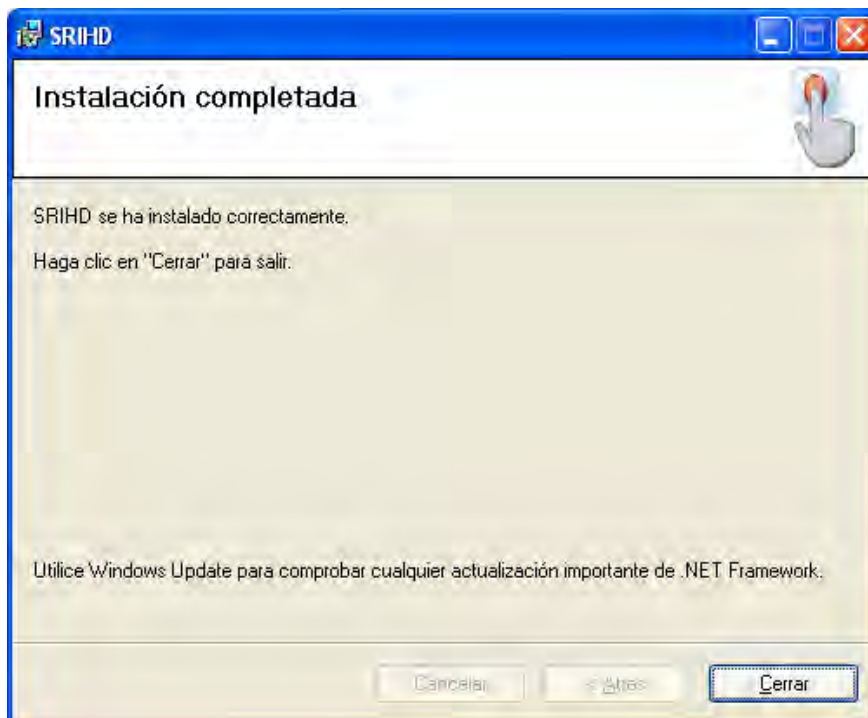 SRIHD
Instalación completada
SRIHD se ha instalado correctamente.
Haga clic en "Cerrar" para salir.
Utilice Windows Update para comprobar cualquier actualización importante de .NET Framework.
Cancelar < Atrás Cerrar